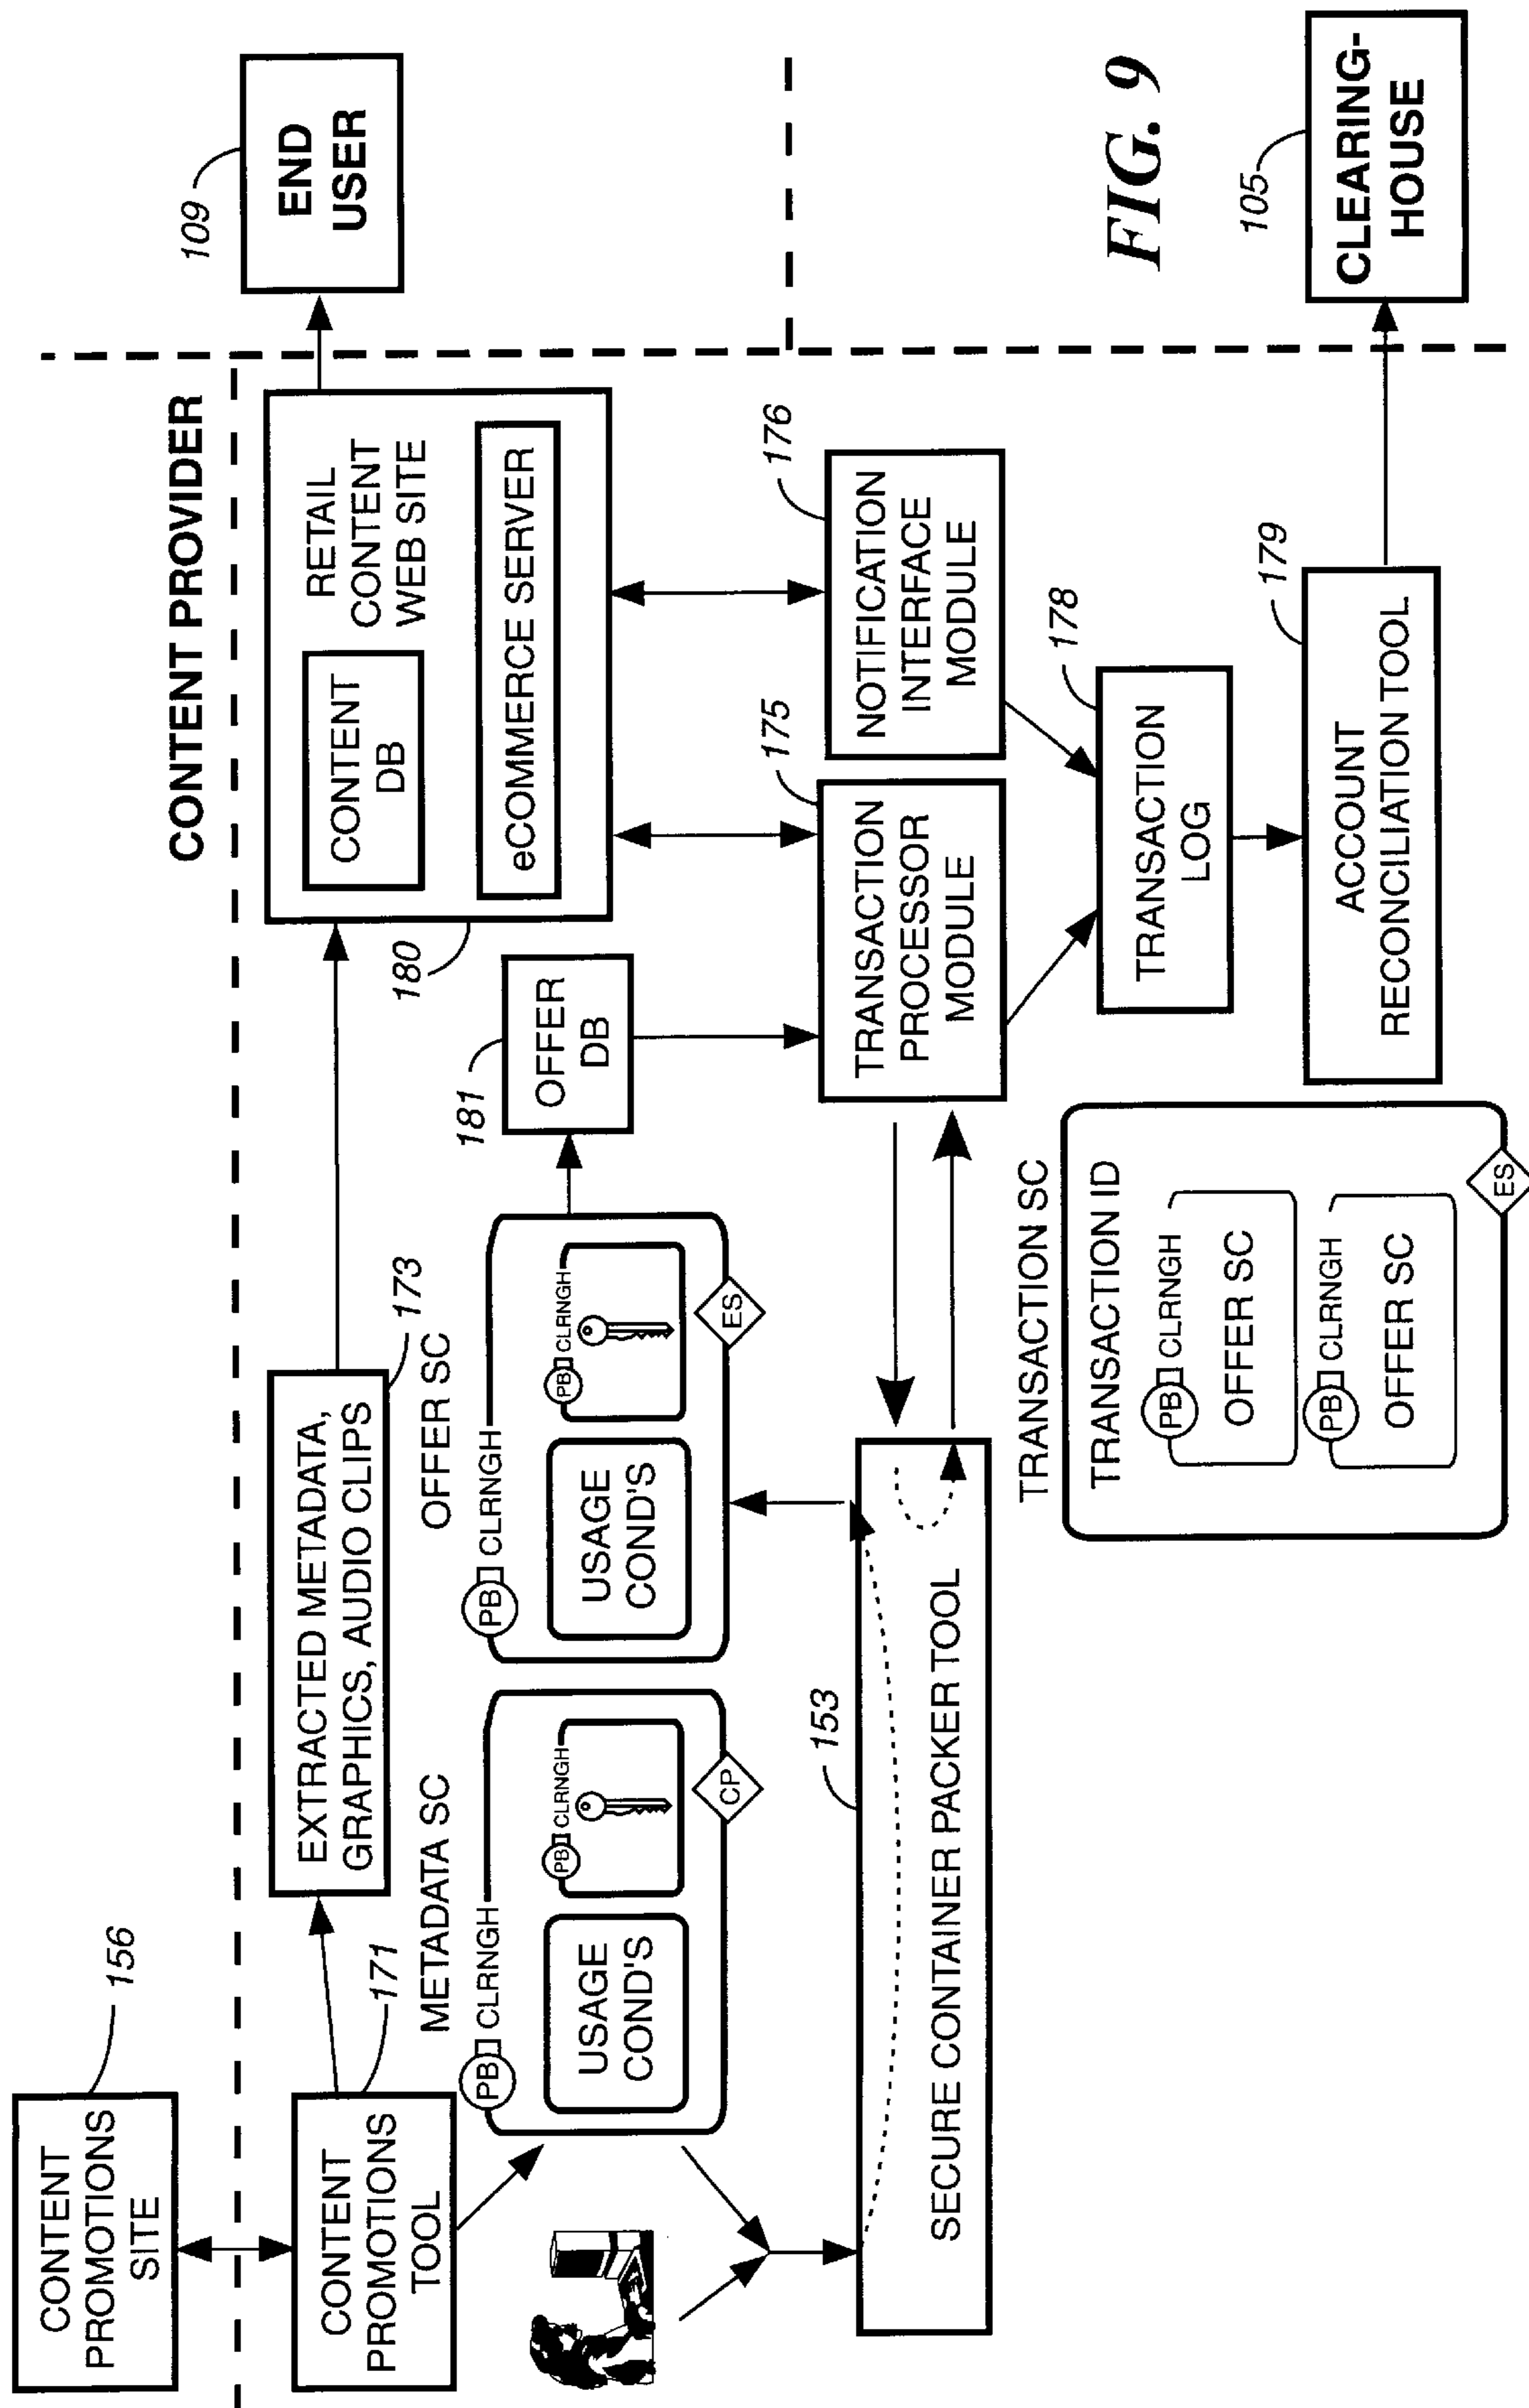 CONTENT
PROMOTIONS
SITE
156
CONTENT PROVIDER
CONTENT
PROMOTIONS
TOOL
171
EXTRACTED METADATA,
GRAPHICS, AUDIO CLIPS
173
CONTENT
DB
RETAIL
CONTENT
WEB SITE
eCOMMERCE SERVER
180
109
END
USER
METADATA SC
PB CLRNGH
USAGE
COND'S
PB CLRNGH
CP
OFFER SC
PB CLRNGH
USAGE
COND'S
PB CLRNGH
ES
181
OFFER
DB
153
SECURE CONTAINER PACKER TOOL
175
TRANSACTION
PROCESSOR
MODULE
176
NOTIFICATION
INTERFACE
MODULE
178
TRANSACTION
LOG
TRANSACTION SC
TRANSACTION ID
PB CLRNGH
OFFER SC
PB CLRNGH
OFFER SC
ES
179
ACCOUNT
RECONCILIATION TOOL
FIG. 9
105
CLEARING-
HOUSE